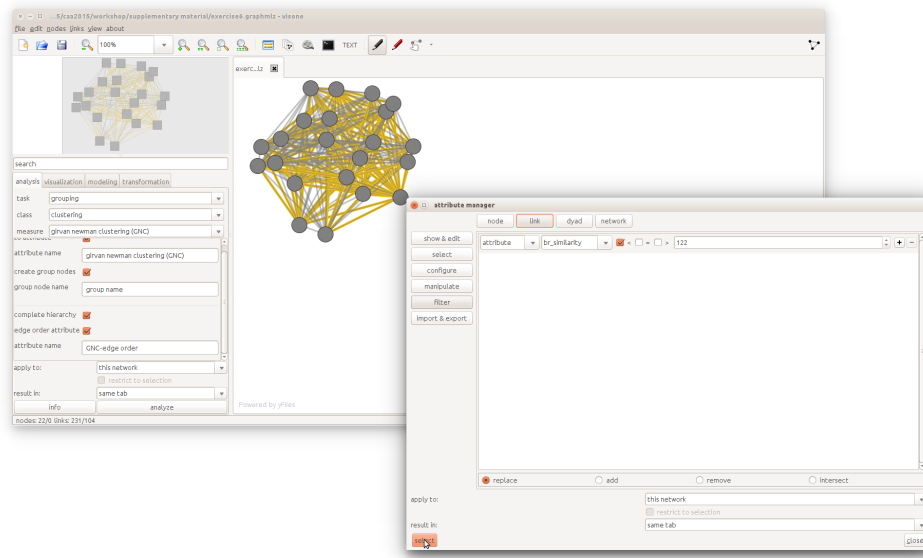 ...5/caa2015/workshop/supplementary material/exercise6.graphmlz - visone
file edit nodes links view about
100%
TEXT
exerc...lz
search
analysis visualization modeling transformation
task grouping
class clustering
measure girvan newman clustering (GNC)
to attribute
attribute name girvan newman clustering (GNC)
create group nodes
group node name group name
complete hierarchy
edge order attribute
attribute name GNC-edge order
apply to: this network
restrict to selection
result in: same tab
info analyze
nodes: 22/0 links: 231/104
Powered by yFiles
attribute manager
node link dyad network
show & edit
select
configure
manipulate
filter
import & export
attribute br_similarity < = > 122 + −
replace add remove intersect
apply to: this network
restrict to selection
result in: same tab
select close